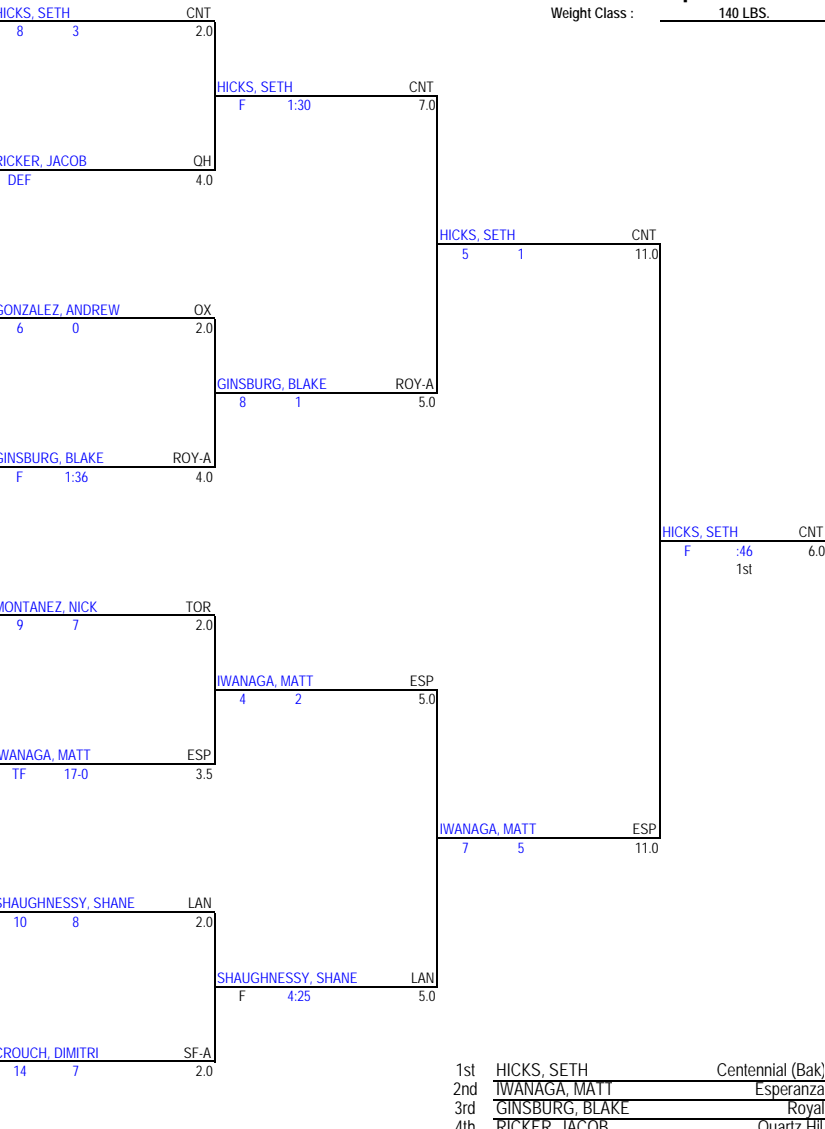 HICKS, SETH CNT
8 3 2.0
Weight Class : 140 LBS.
HICKS, SETH CNT
F 1:30 7.0
RICKER, JACOB QH
DEF 4.0
HICKS, SETH CNT
5 1 11.0
GONZALEZ, ANDREW OX
6 0 2.0
GINSBURG, BLAKE ROY-A
8 1 5.0
GINSBURG, BLAKE ROY-A
F 1:36 4.0
HICKS, SETH CNT
F :46 6.0
1st
MONTANEZ, NICK TOR
9 7 2.0
IWANAGA, MATT ESP
4 2 5.0
IWANAGA, MATT ESP
TF 17-0 3.5
IWANAGA, MATT ESP
7 5 11.0
SHAUGHNESSY, SHANE LAN
10 8 2.0
SHAUGHNESSY, SHANE LAN
F 4:25 5.0
CROUCH, DIMITRI SF-A
14 7 2.0
1st HICKS, SETH Centennial (Bak)
2nd IWANAGA, MATT Esperanza
3rd GINSBURG, BLAKE Royal
4th RICKER, JACOB Quartz Hill